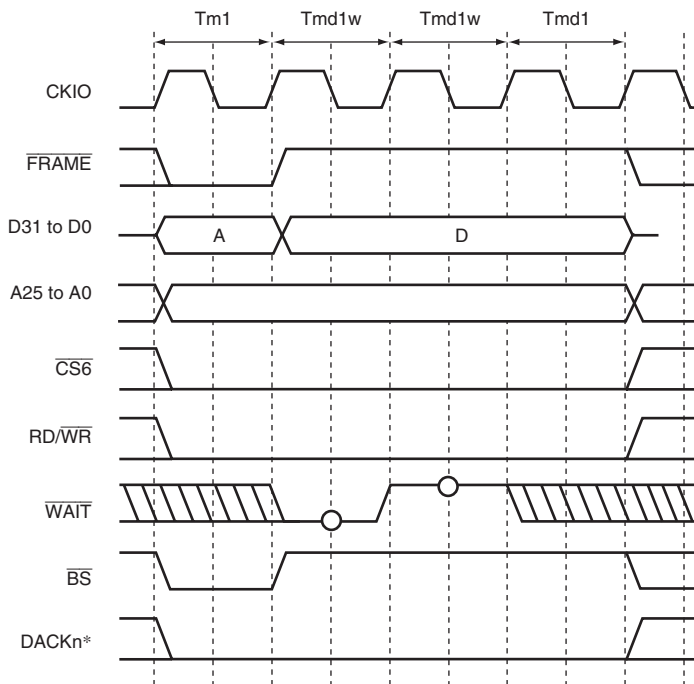 Tm1 Tmd1w Tmd1w Tmd1
CKIO
FRAME
D31 to D0 A D
A25 to A0
CS6
RD/WR
WAIT
BS
DACKn*